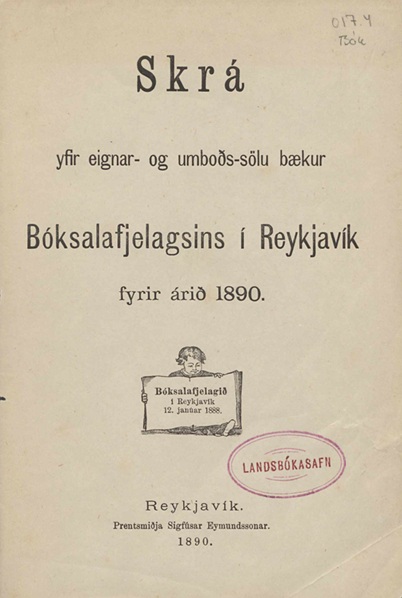 017.4
Bók
Skrá
yfir eignar- og umboðs-sölu bækur
Bóksalafjelagsins í Reykjavík
fyrir árið 1890.
Bóksalafjelagið
í Reykjavík
12. janúar 1888.
LANDSBÓKASAFN
Reykjavík.
Prentsmiðja Sigfúsar Eymundssonar.
1890.